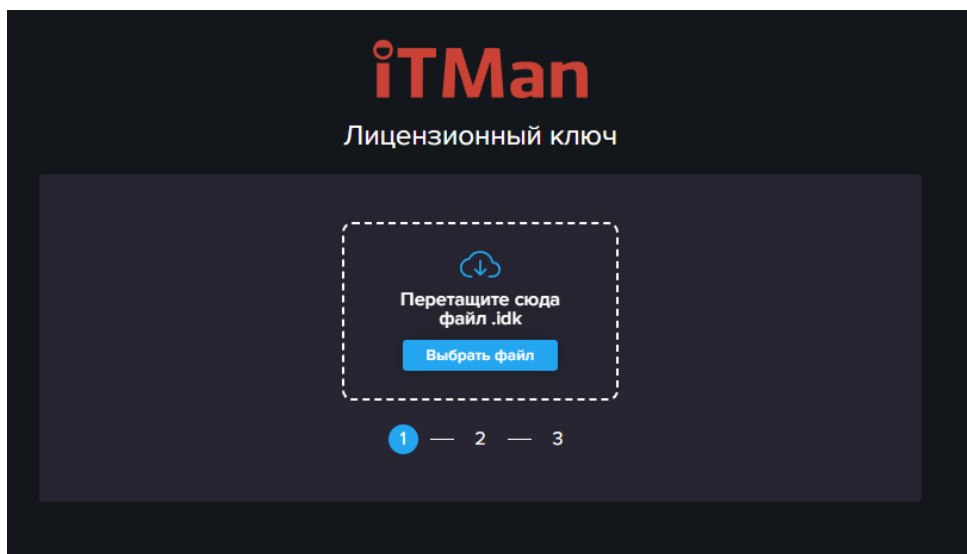 iTMan
Лицензионный ключ
Перетащите сюда
файл .idk
Выбрать файл
1 — 2 — 3